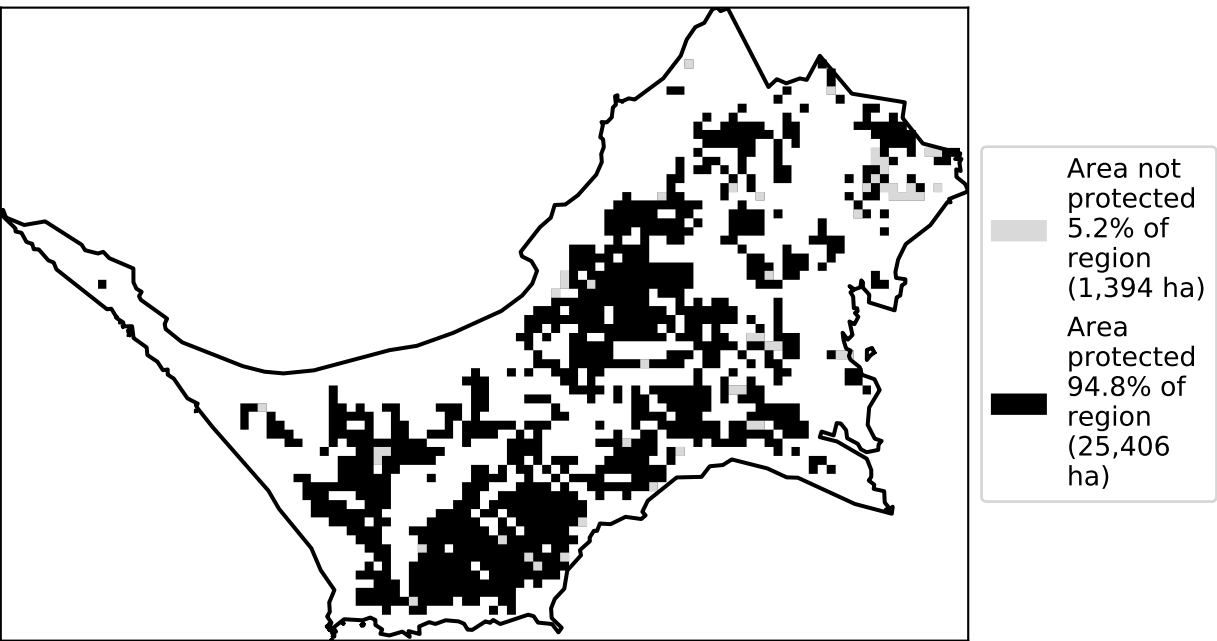 Area not
protected
5.2% of
region
(1,394 ha)
Area
protected
94.8% of
region
(25,406
ha)